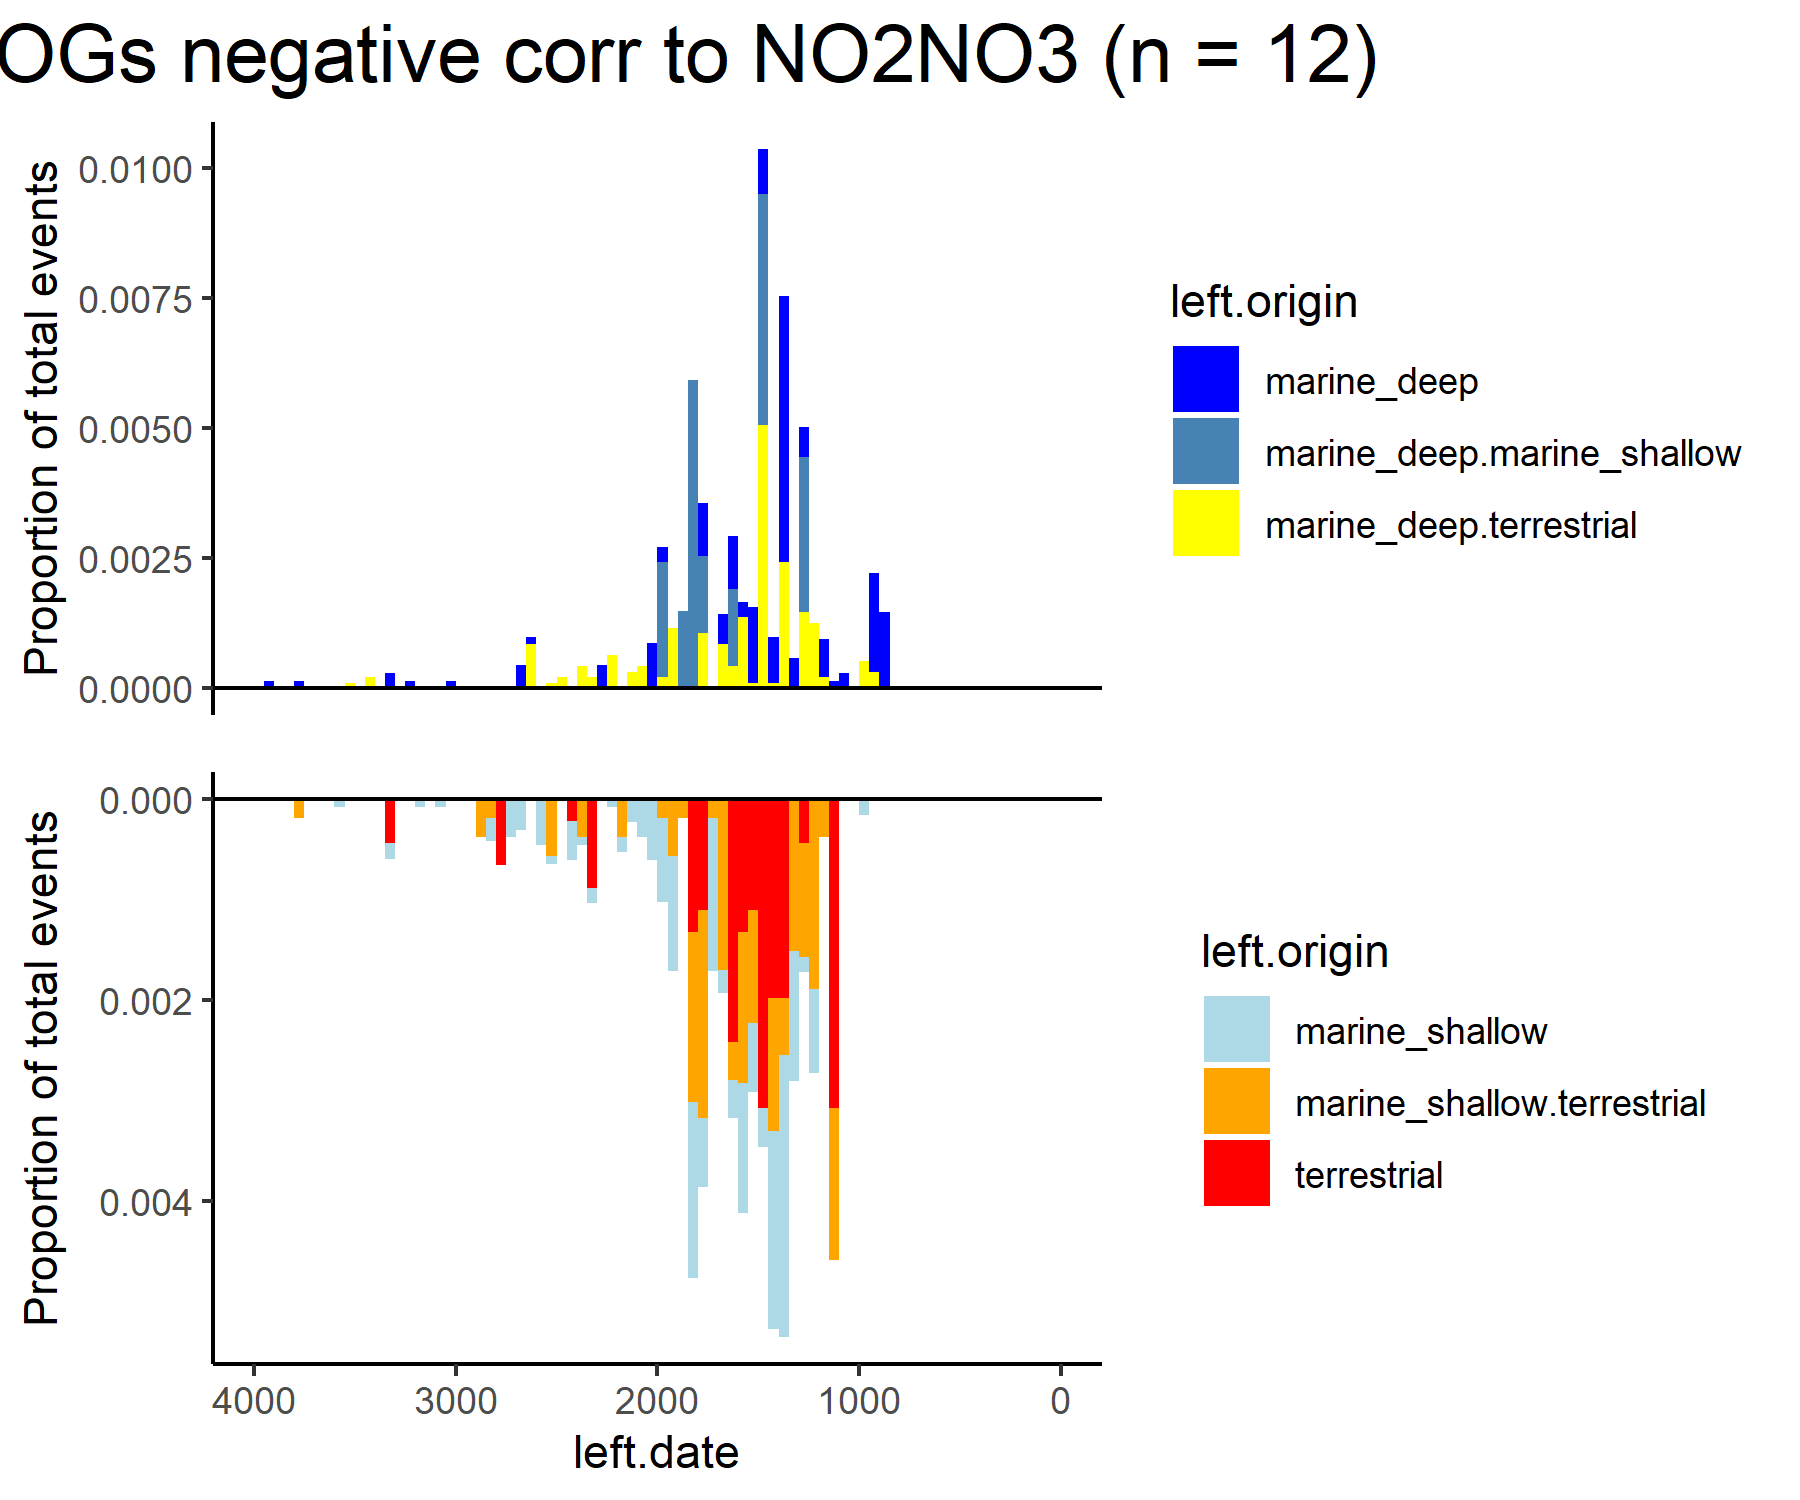 OGs negative corr to NO2NO3 (n = 12)
Proportion of total events
0.0100
0.0075
0.0050
0.0025
0.0000
left.origin
marine_deep
marine_deep.marine_shallow
marine_deep.terrestrial
Proportion of total events
0.000
0.002
0.004
left.origin
marine_shallow
marine_shallow.terrestrial
terrestrial
4000 3000 2000 1000 0
left.date